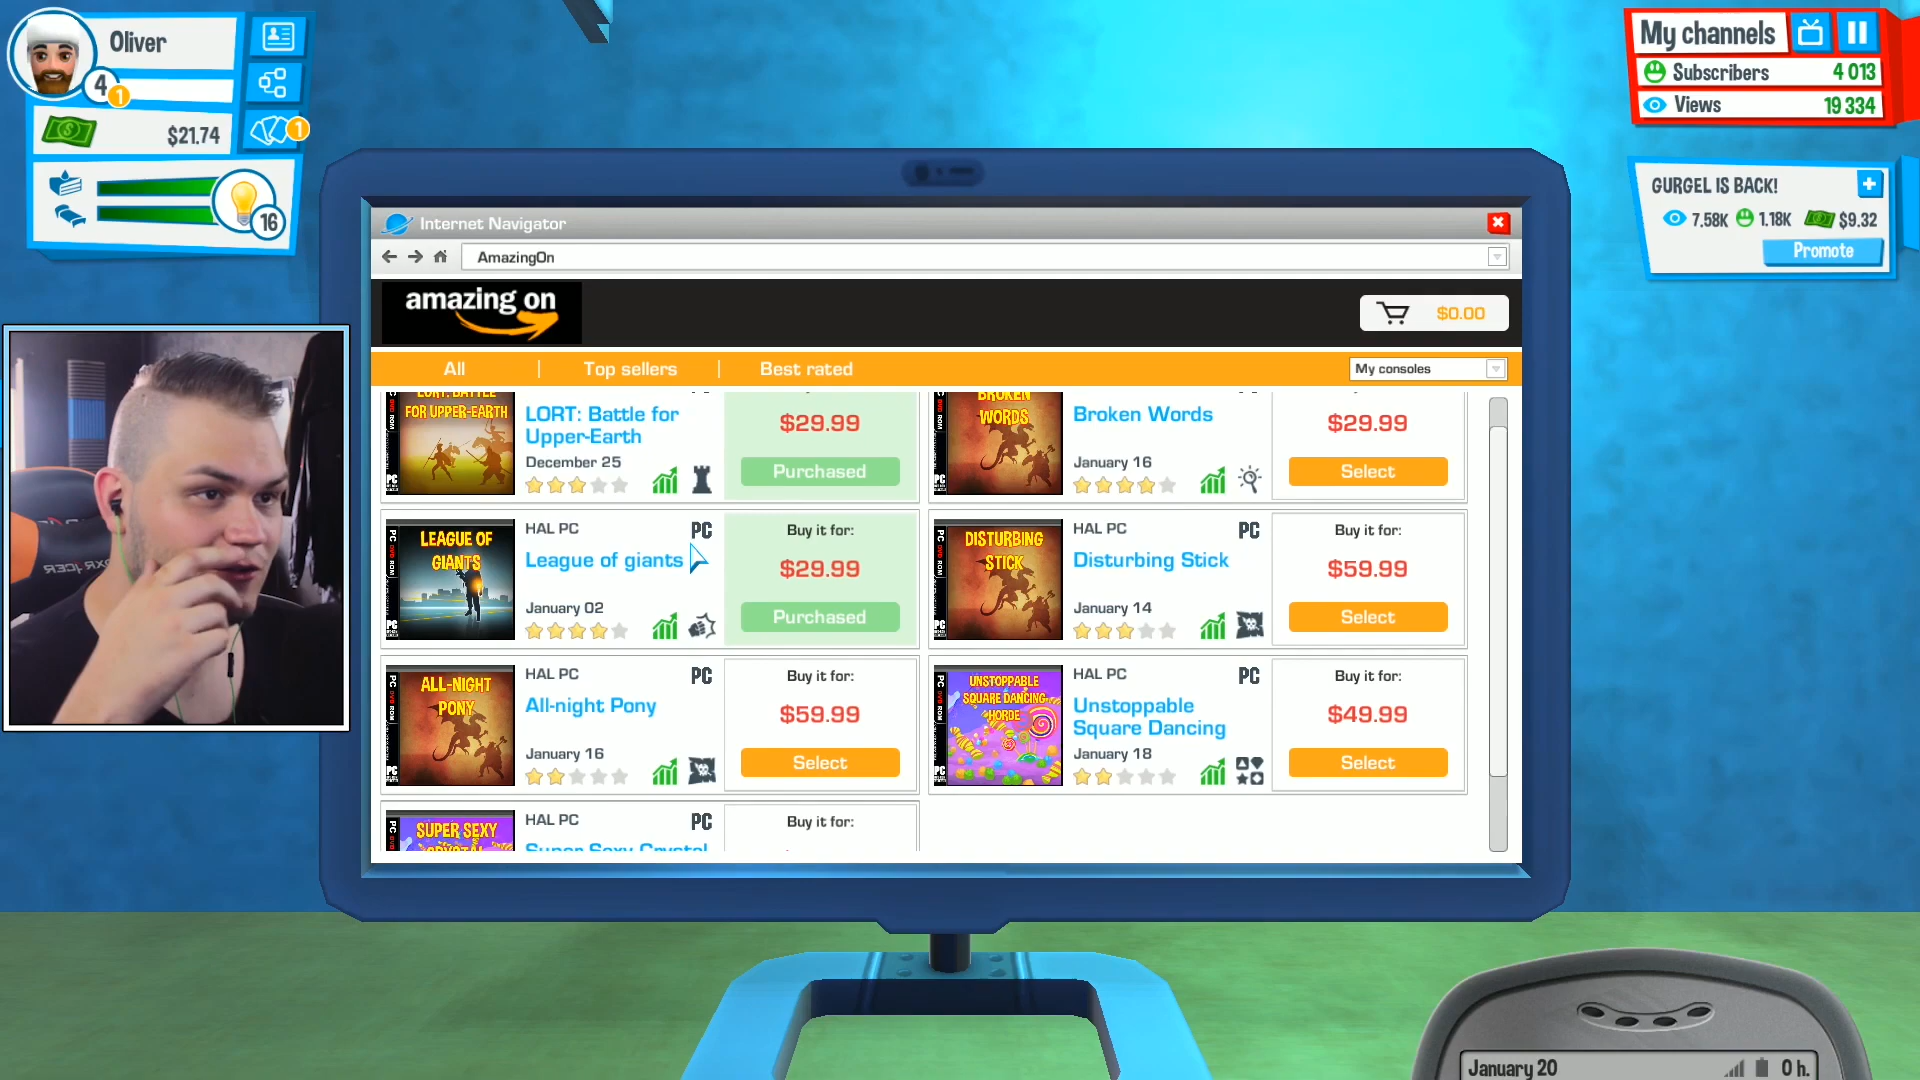 Oliver
4
1
$21.74
1
16
My channels
Subscribers 4 013
Views 19 334
GURGEL IS BACK!
7.58K 1.18K $9.32
Promote
Internet Navigator
AmazingOn
amazing on
$0.00
All | Top sellers | Best rated
My consoles
LORT: BATTLE
FOR UPPER-EARTH
LORT: Battle for
Upper-Earth
December 25
$29.99
Purchased
BROKEN
WORDS
Broken Words
January 16
$29.99
Select
LEAGUE OF
GIANTS
HAL PC
PC
League of giants
January 02
Buy it for:
$29.99
Purchased
DISTURBING
STICK
HAL PC
PC
Disturbing Stick
January 14
Buy it for:
$59.99
Select
ALL-NIGHT
PONY
HAL PC
PC
All-night Pony
January 16
Buy it for:
$59.99
Select
UNSTOPPABLE
SQUARE DANCING
HORDE
HAL PC
PC
Unstoppable
Square Dancing
January 18
Buy it for:
$49.99
Select
SUPER SEXY
CRYSTAL
HAL PC
PC
Super Sexy Crystal
Buy it for:
January 20
0 h.